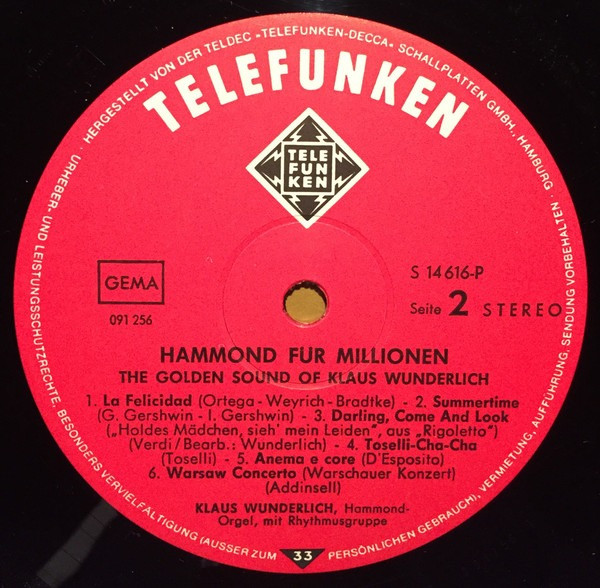 URHEBER- UND LEISTUNGSSCHUTZRECHTE, BESONDERS VERVIELFÄLTIGUNG (AUSSER ZUM PERSÖNLICHEN GEBRAUCH), VERMIETUNG, AUFFÜHRUNG, SENDUNG VORBEHALTEN · HERGESTELLT VON DER TELDEC »TELEFUNKEN-DECCA« SCHALLPLATTEN GMBH., HAMBURG ·
TELEFUNKEN
TELE
FUN
KEN
GEMA
091 256
S 14 616-P
Seite 2 STEREO
HAMMOND FÜR MILLIONEN
THE GOLDEN SOUND OF KLAUS WUNDERLICH
1. La Felicidad (Ortega - Weyrich - Bradtke) - 2. Summertime
(G. Gershwin - I. Gershwin) - 3. Darling, Come And Look
(„Holdes Mädchen, sieh' mein Leiden", aus „Rigoletto")
(Verdi / Bearb.: Wunderlich) - 4. Toselli-Cha-Cha
(Toselli) - 5. Anema e core (D'Esposito)
6. Warsaw Concerto (Warschauer Konzert)
(Addinsell)
KLAUS WUNDERLICH, Hammond-
Orgel, mit Rhythmusgruppe
33